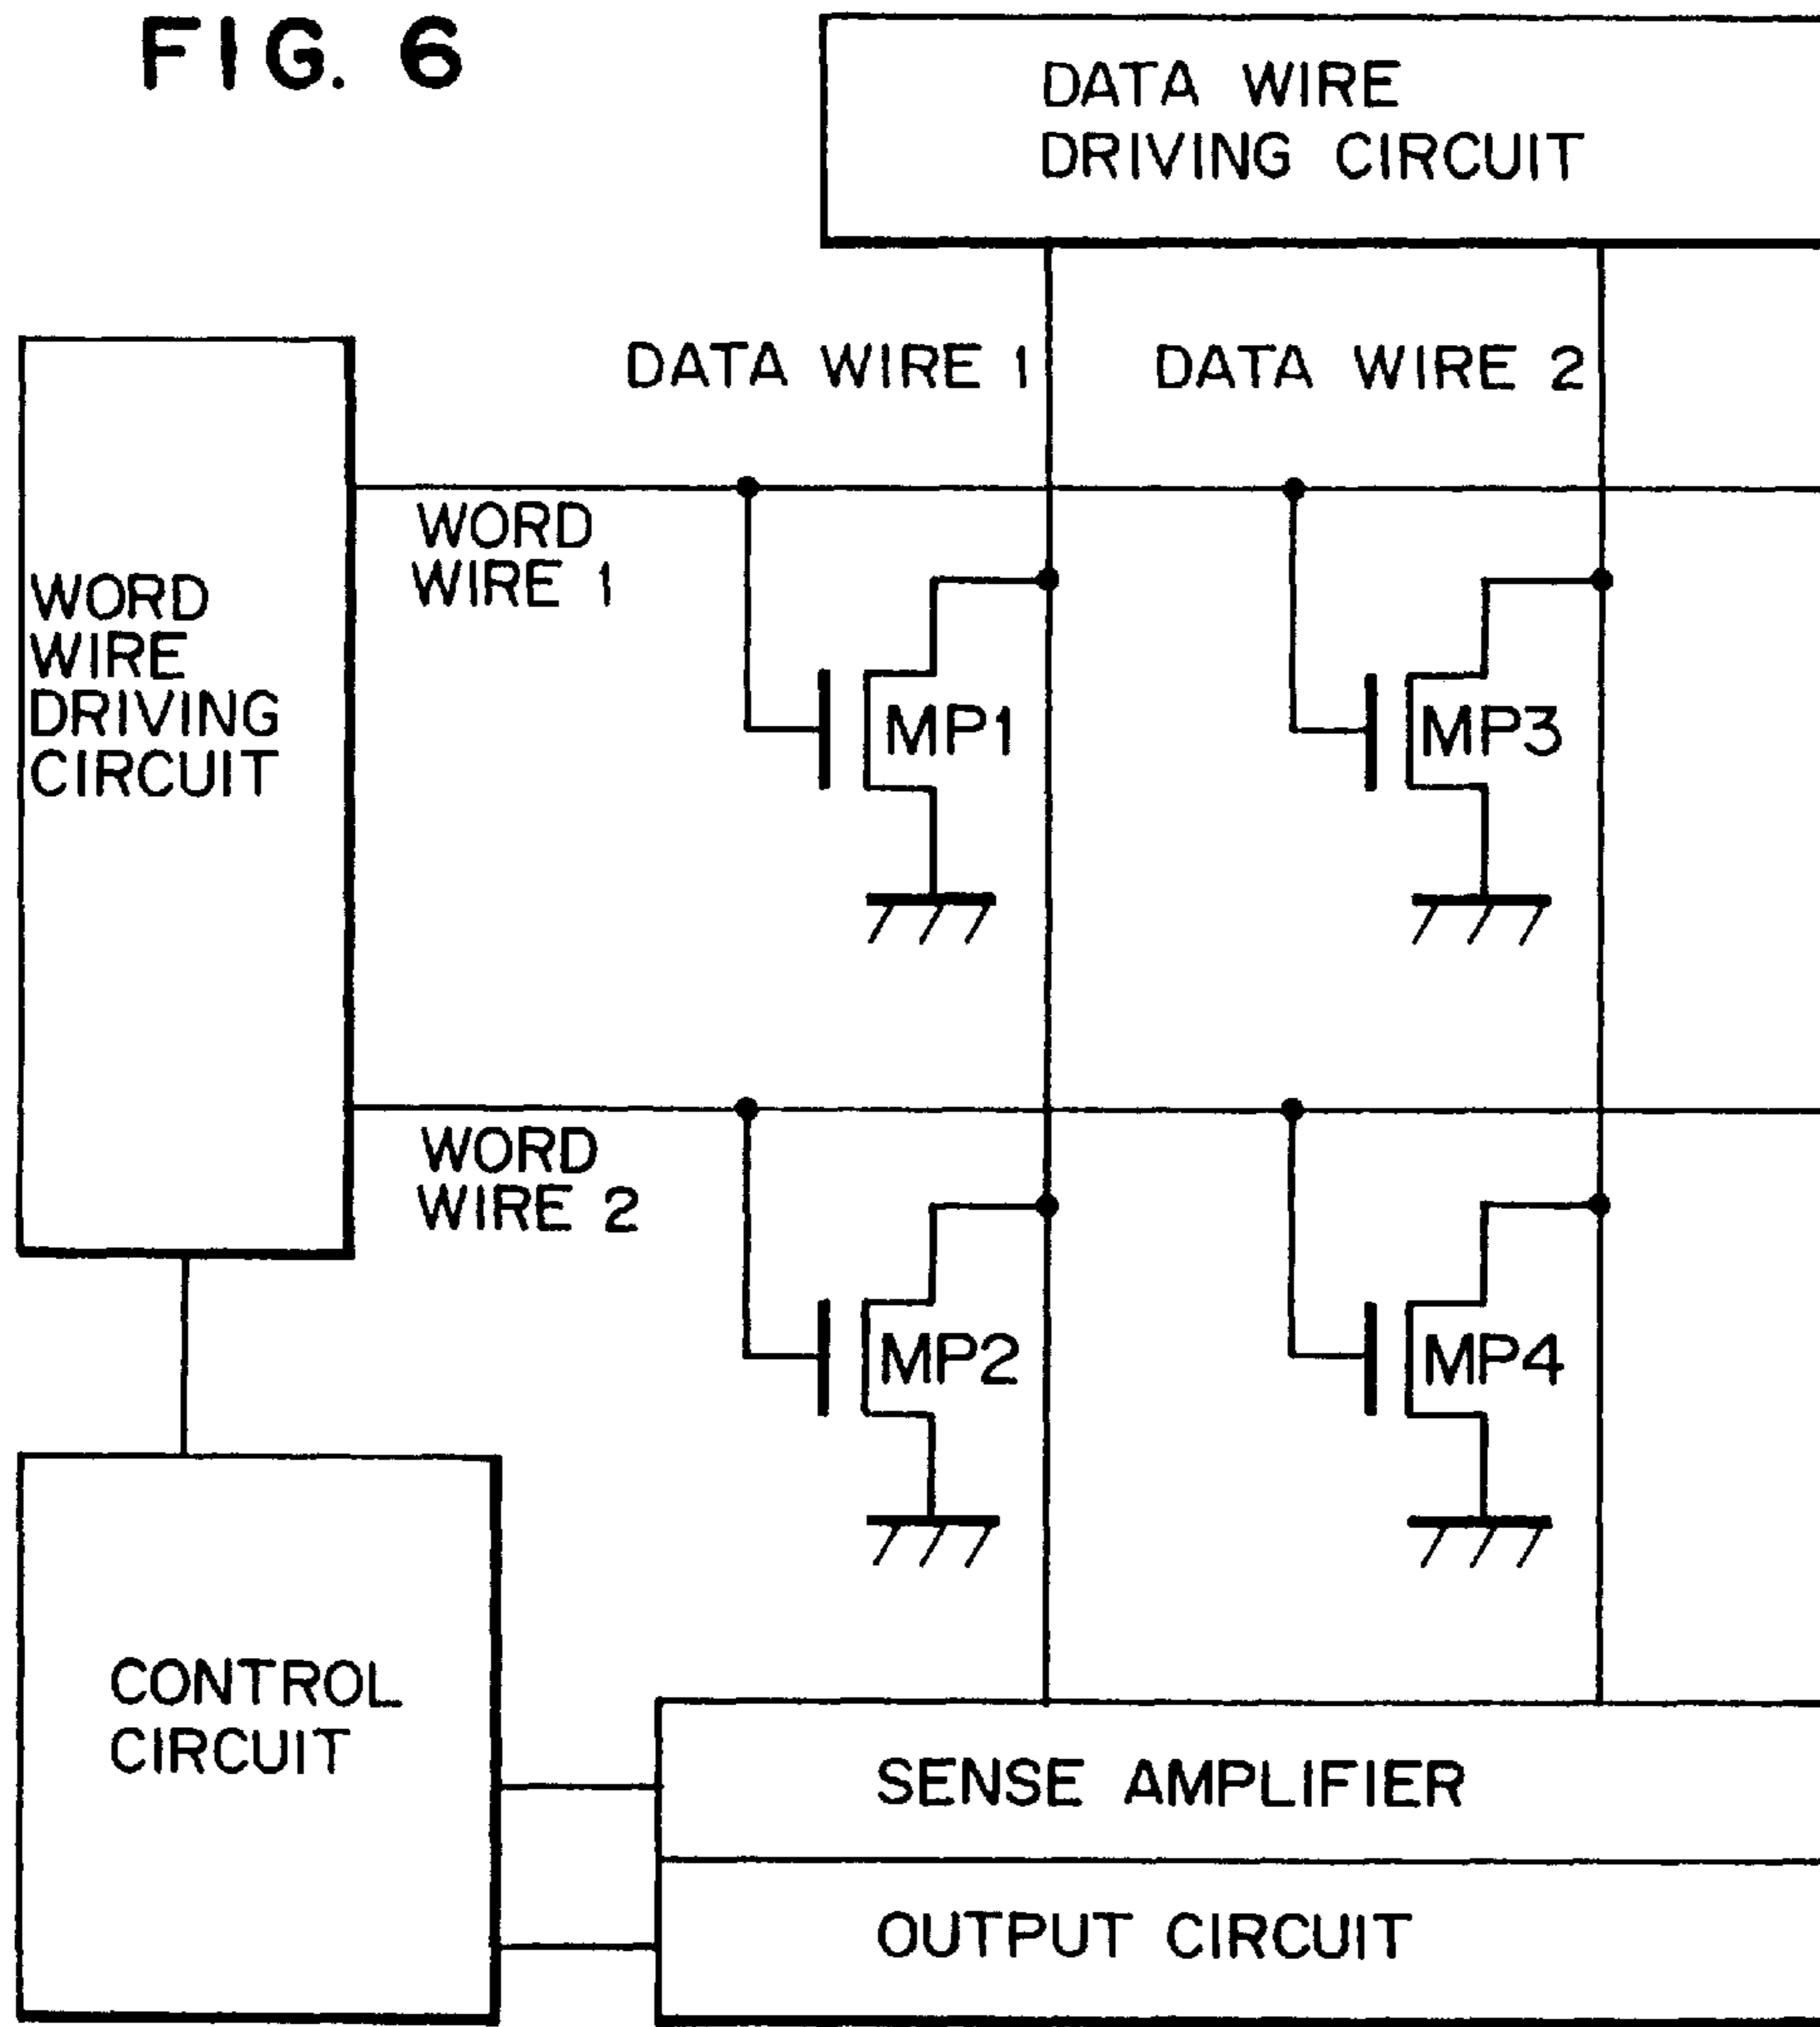 FIG. 6
DATA WIRE
DRIVING CIRCUIT
DATA WIRE 1
DATA WIRE 2
WORD
WIRE 1
WORD
WIRE
DRIVING
CIRCUIT
MP1
MP3
WORD
WIRE 2
MP2
MP4
CONTROL
CIRCUIT
SENSE AMPLIFIER
OUTPUT CIRCUIT